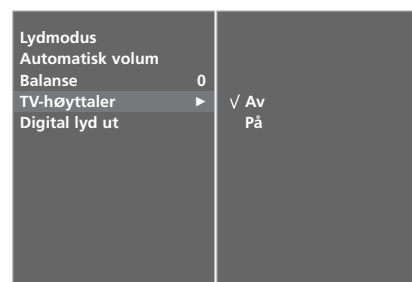 Lydmodus
Automatisk volum
Balanse 0
TV-høyttaler ► √ Av
På
Digital lyd ut